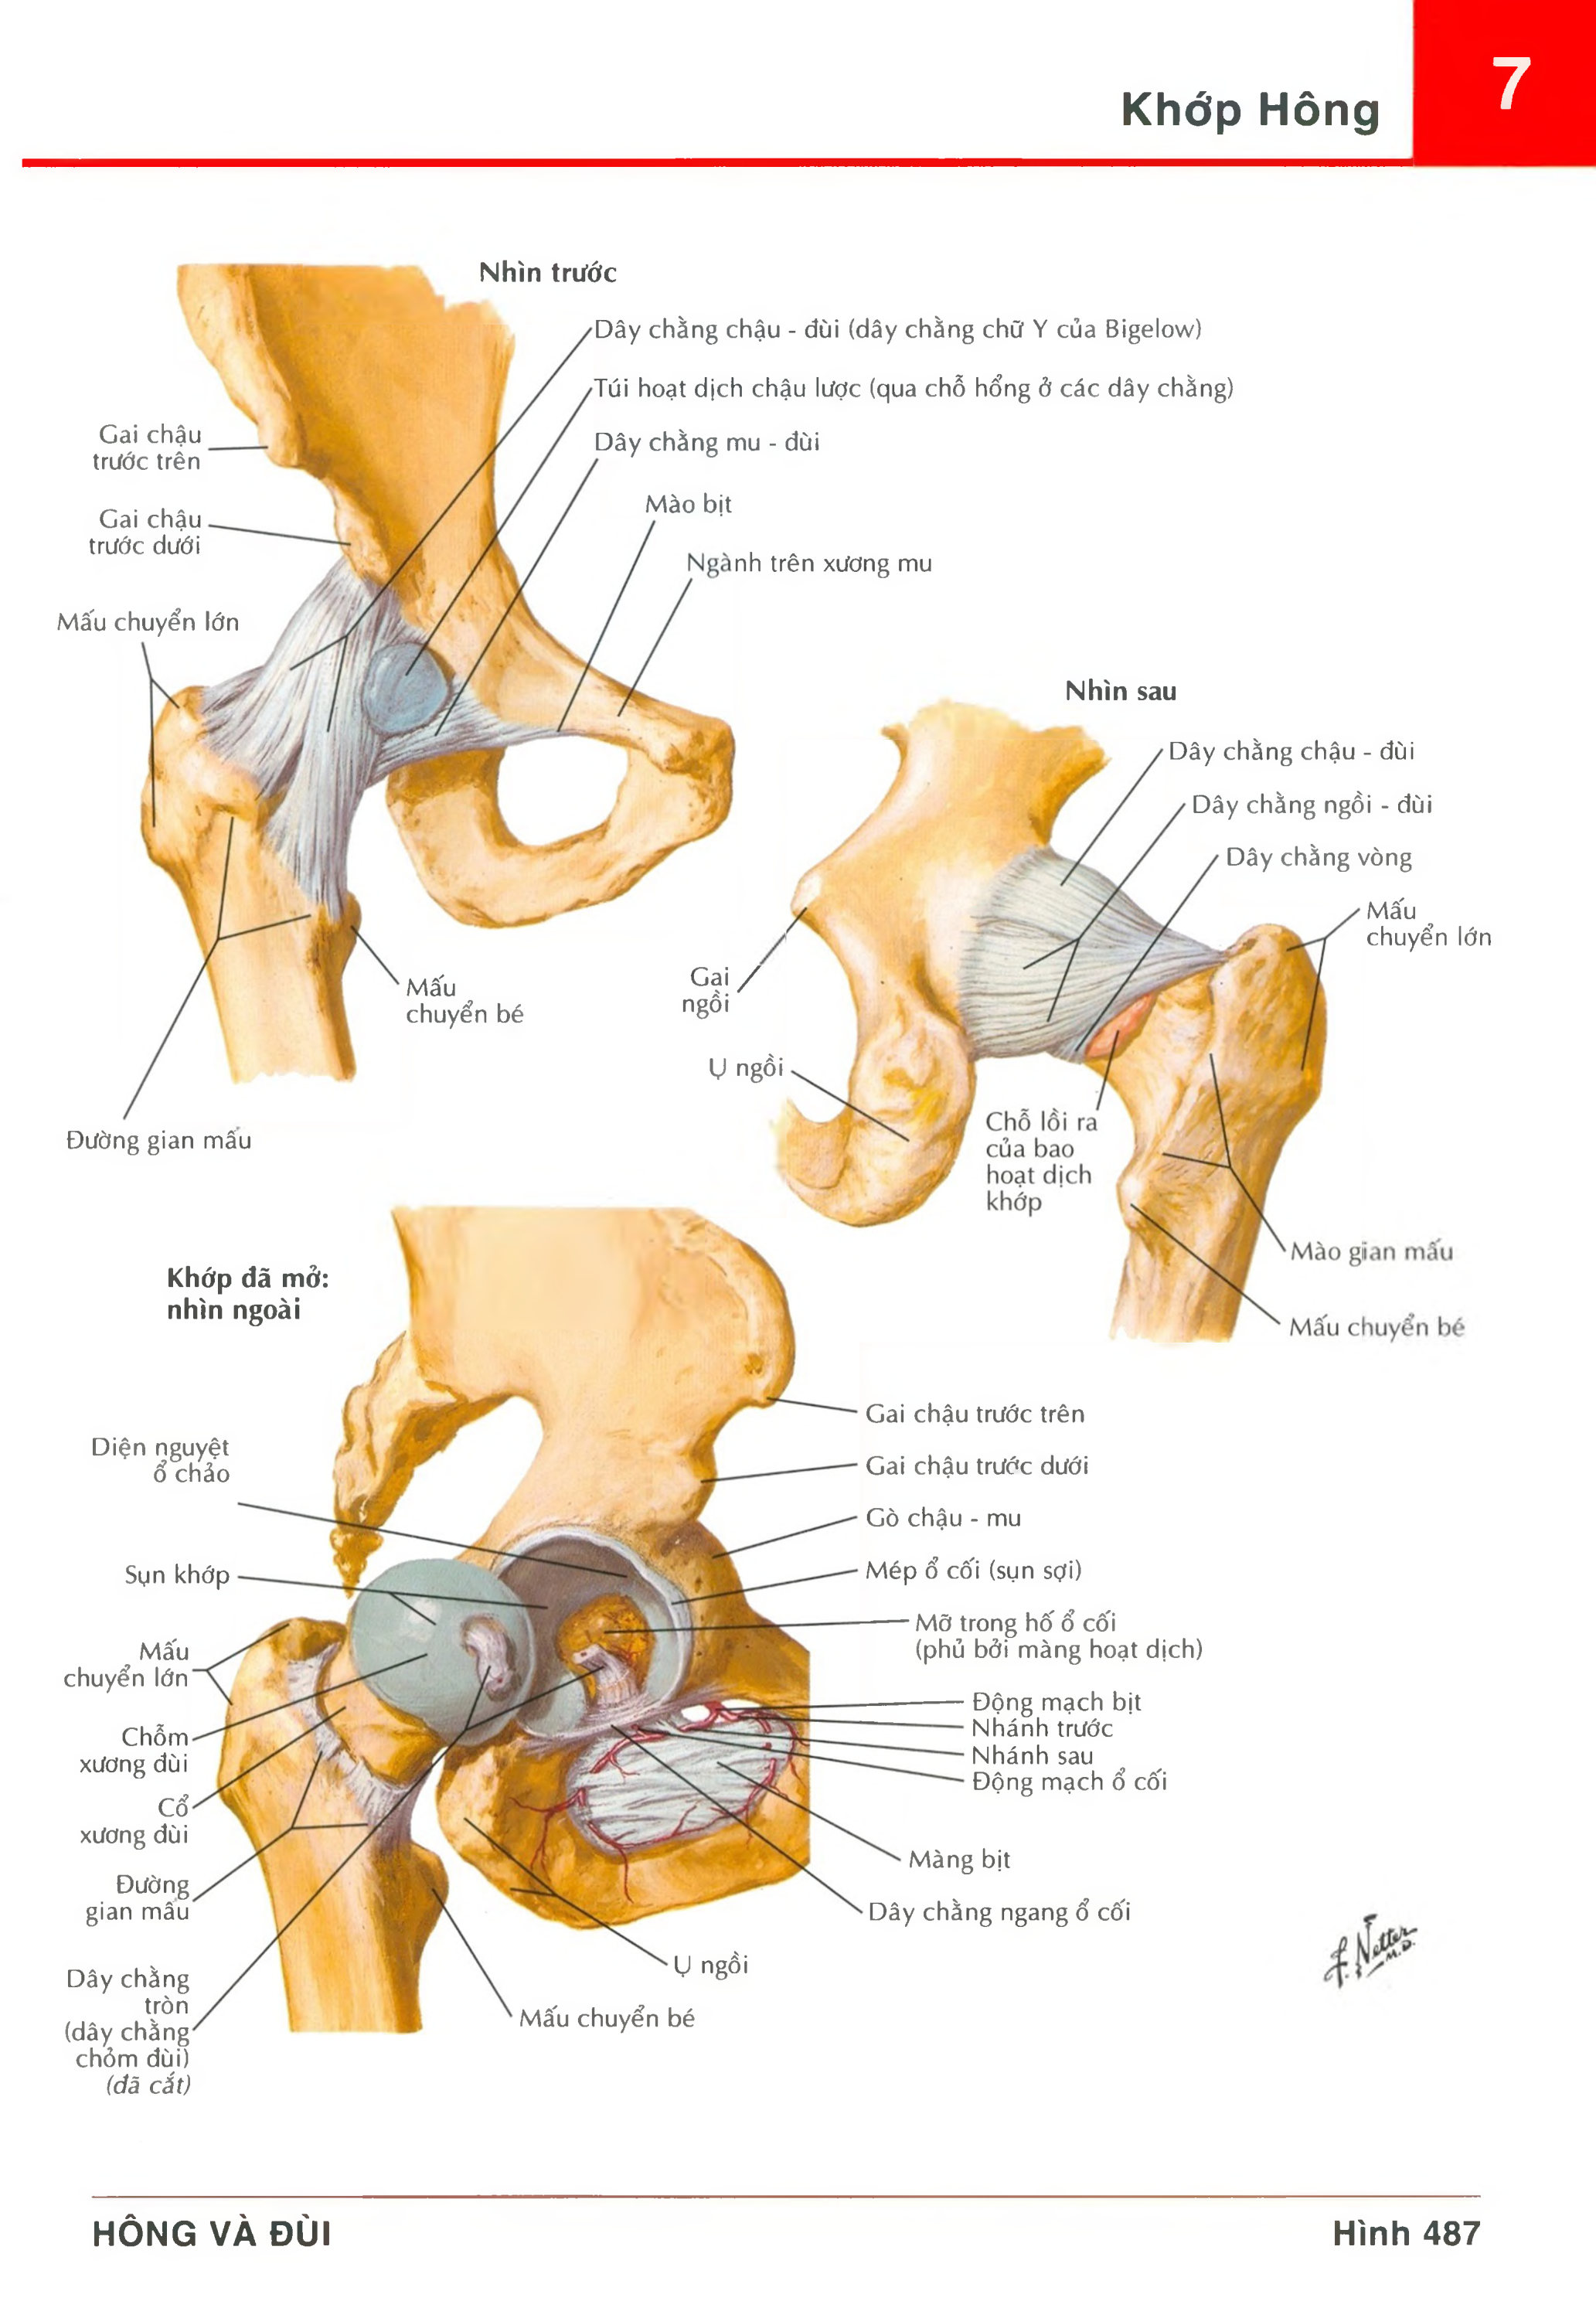 Khớp Hông
7
Nhìn trước
Dây chằng chậu - đùi (dây chằng chữ Y của Bigelow)
Túi hoạt dịch chậu lược (qua chỗ hổng ở các dây chằng)
Dây chằng mu - đùi
Mào bịt
Ngành trên xương mu
Gai chậu
trước trên
Gai chậu
trước dưới
Mấu chuyển lớn
Mấu
chuyển bé
Đường gian mấu
Nhìn sau
Dây chằng chậu - đùi
Dây chằng ngồi - đùi
Dây chằng vòng
Mấu
chuyển lớn
Gai
ngồi
Ụ ngồi
Chỗ lồi ra
của bao
hoạt dịch
khớp
Mào gian mấu
Mấu chuyển bé
Khớp đã mở:
nhìn ngoài
Diện nguyệt
ổ chảo
Sụn khớp
Mấu
chuyển lớn
Chỗm
xương đùi
Cổ
xương đùi
Đường
gian mấu
Dây chằng
tròn
(dây chằng
chỏm đùi)
(đã cắt)
Gai chậu trước trên
Gai chậu trước dưới
Gò chậu - mu
Mép ổ cối (sụn sợi)
Mỡ trong hố ổ cối
(phủ bởi màng hoạt dịch)
Động mạch bịt
Nhánh trước
Nhánh sau
Động mạch ổ cối
Màng bịt
Dây chằng ngang ổ cối
Ụ ngồi
Mấu chuyển bé
F. Netter
M.D.
HÔNG VÀ ĐÙI
Hình 487